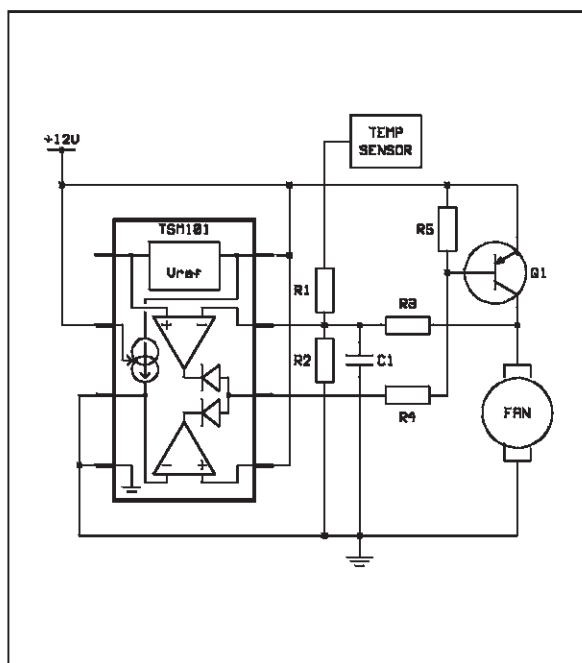 +12V
TEMP
SENSOR
TSM101
Vref
R5
Q1
R1
R3
+
−
R2
C1
R4
FAN
−
+